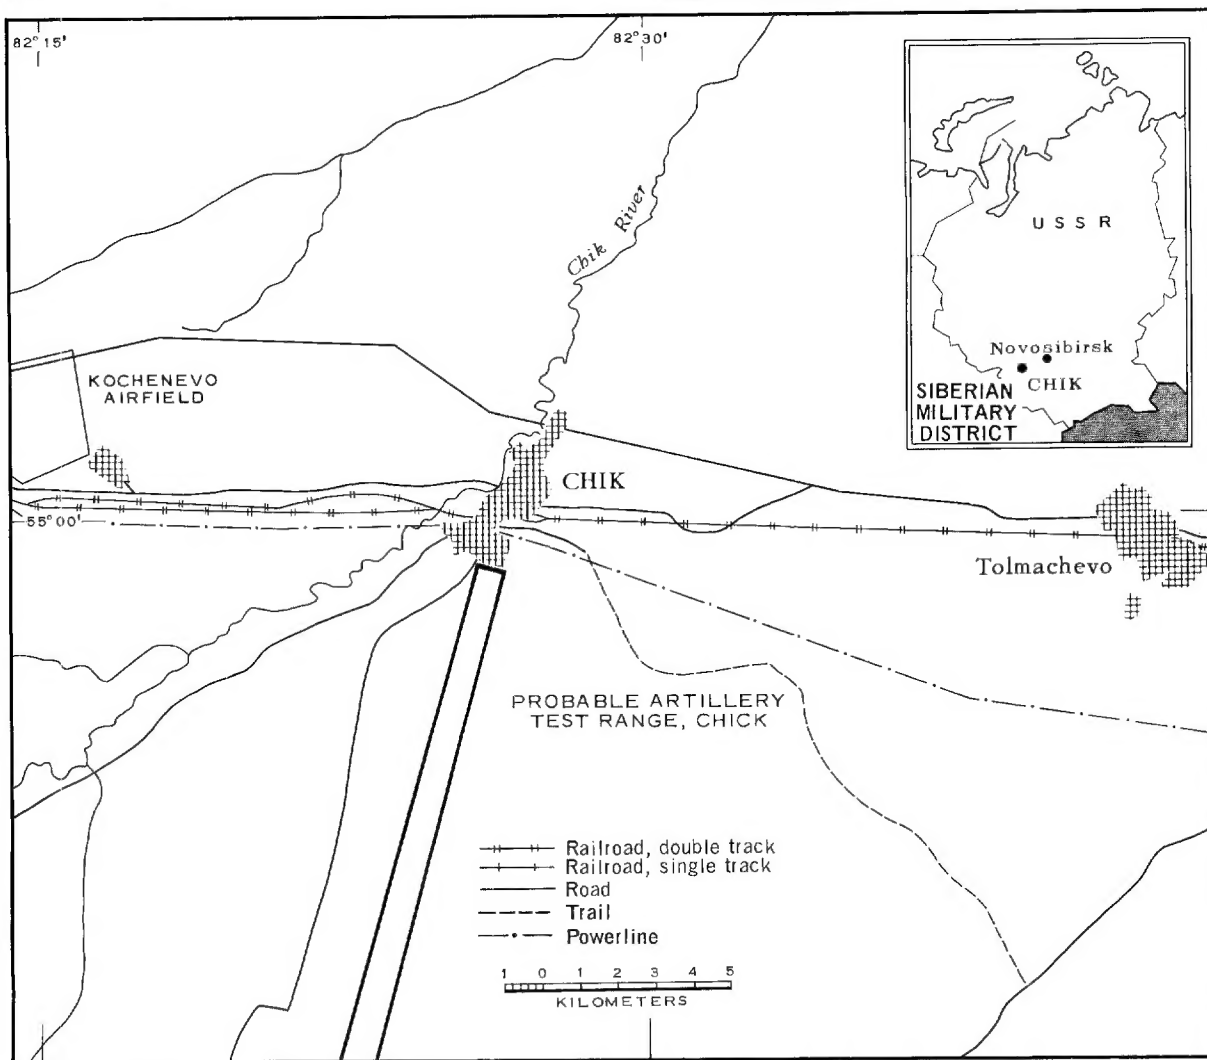 82°15'
82°30'
Chik River
USSR
Novosibirsk
CHIK
SIBERIAN
MILITARY
DISTRICT
KOCHENEVO
AIRFIELD
CHIK
55°00'
Tolmachevo
PROBABLE ARTILLERY
TEST RANGE, CHICK
Railroad, double track
Railroad, single track
Road
Trail
Powerline
1 0 1 2 3 4 5
KILOMETERS